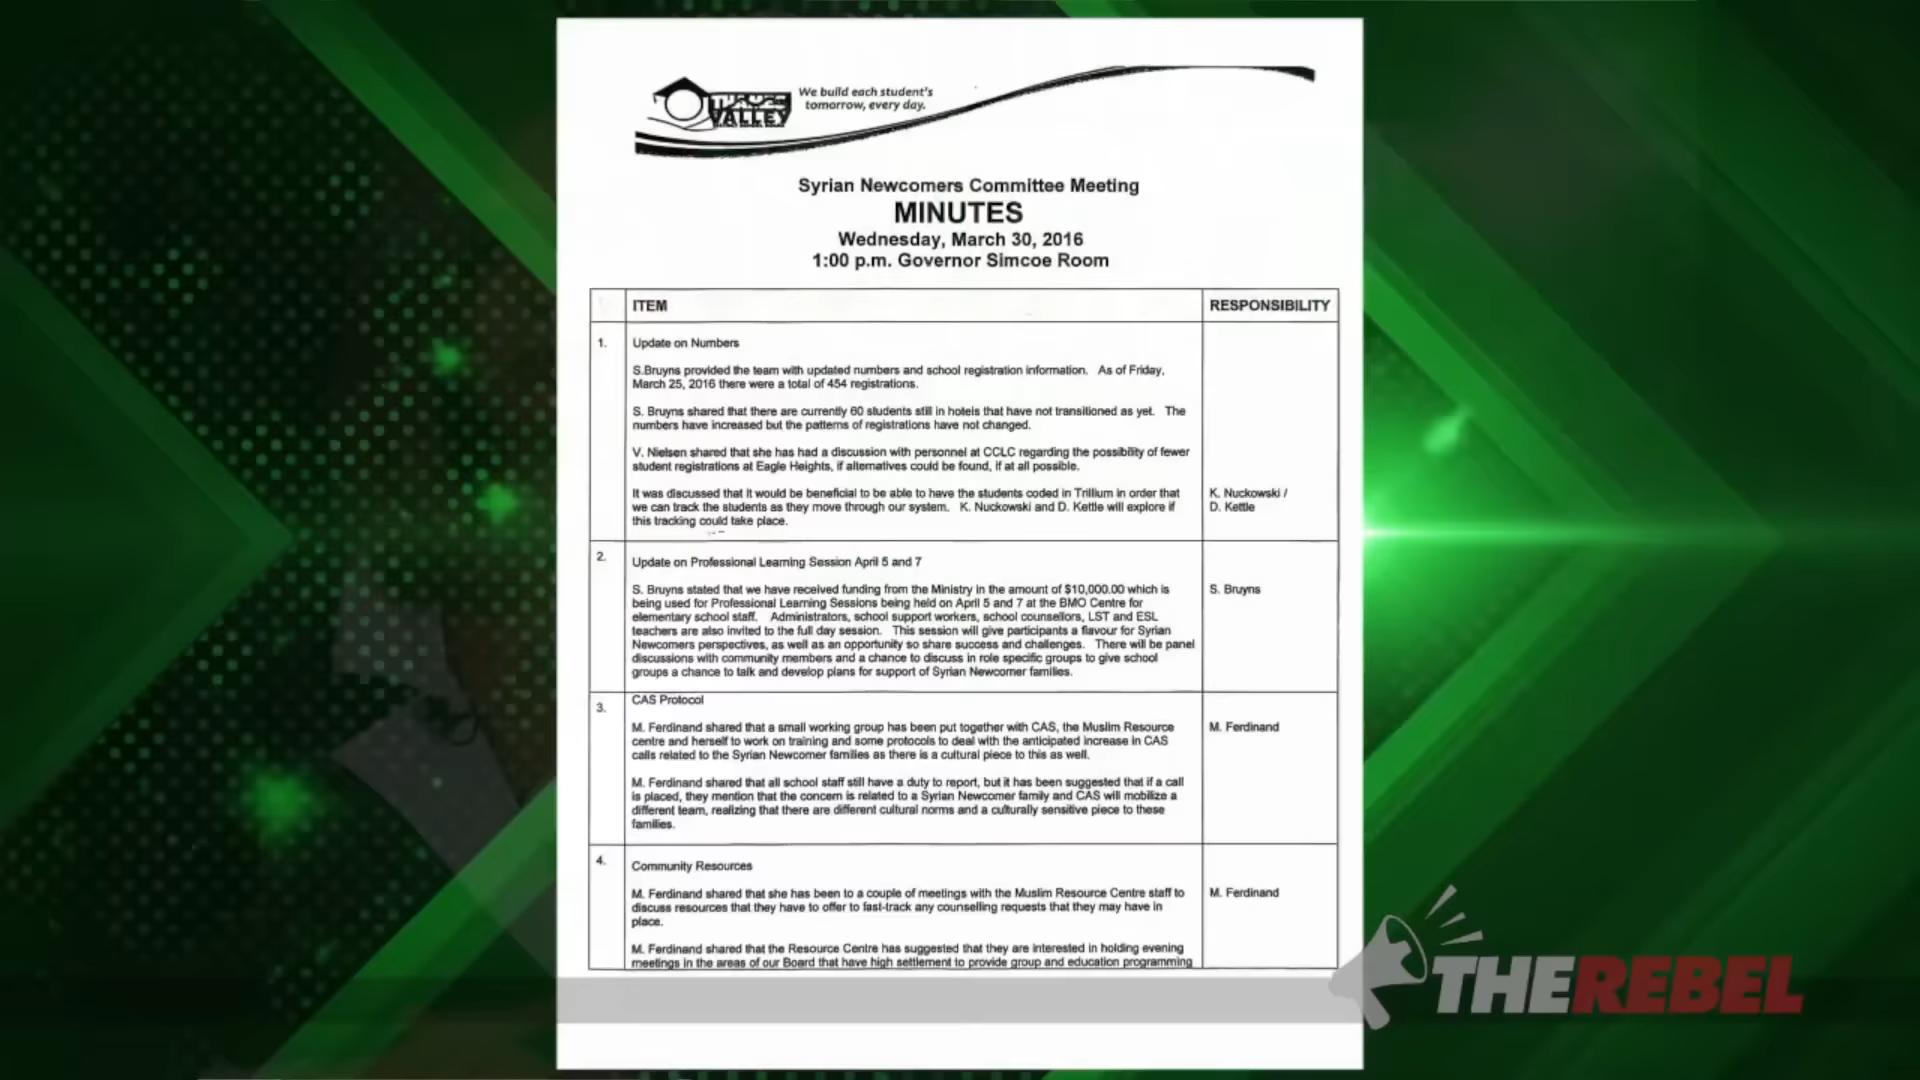 We build each student's
tomorrow, every day.
VALLEY
Syrian Newcomers Committee Meeting
MINUTES
Wednesday, March 30, 2016
1:00 p.m. Governor Simcoe Room
ITEM
RESPONSIBILITY
1.
Update on Numbers
S.Bruyns provided the team with updated numbers and school registration information. As of Friday,
March 25, 2016 there were a total of 454 registrations.
S. Bruyns shared that there are currently 60 students still in hotels that have not transitioned as yet. The
numbers have increased but the patterns of registrations have not changed.
V. Nielsen shared that she has had a discussion with personnel at CCLC regarding the possibility of fewer
student registrations at Eagle Heights, if alternatives could be found, if at all possible.
It was discussed that it would be beneficial to be able to have the students coded in Trillium in order that
we can track the students as they move through our system. K. Nuckowski and D. Kettle will explore if
this tracking could take place.
K. Nuckowski /
D. Kettle
2.
Update on Professional Learning Session April 5 and 7
S. Bruyns stated that we have received funding from the Ministry in the amount of $10,000.00 which is
being used for Professional Learning Sessions being held on April 5 and 7 at the BMO Centre for
elementary school staff. Administrators, school support workers, school counsellors, LST and ESL
teachers are also invited to the full day session. This session will give participants a flavour for Syrian
Newcomers perspectives, as well as an opportunity so share success and challenges. There will be panel
discussions with community members and a chance to discuss in role specific groups to give school
groups a chance to talk and develop plans for support of Syrian Newcomer families.
S. Bruyns
3.
CAS Protocol
M. Ferdinand shared that a small working group has been put together with CAS, the Muslim Resource
centre and herself to work on training and some protocols to deal with the anticipated increase in CAS
calls related to the Syrian Newcomer families as there is a cultural piece to this as well.
M. Ferdinand shared that all school staff still have a duty to report, but it has been suggested that if a call
is placed, they mention that the concern is related to a Syrian Newcomer family and CAS will mobilize a
different team, realizing that there are different cultural norms and a culturally sensitive piece to these
families.
M. Ferdinand
4.
Community Resources
M. Ferdinand shared that she has been to a couple of meetings with the Muslim Resource Centre staff to
discuss resources that they have to offer to fast-track any counselling requests that they may have in
place.
M. Ferdinand shared that the Resource Centre has suggested that they are interested in holding evening
meetings in the areas of our Board that have high settlement to provide group and education programming
M. Ferdinand
THEREBEL